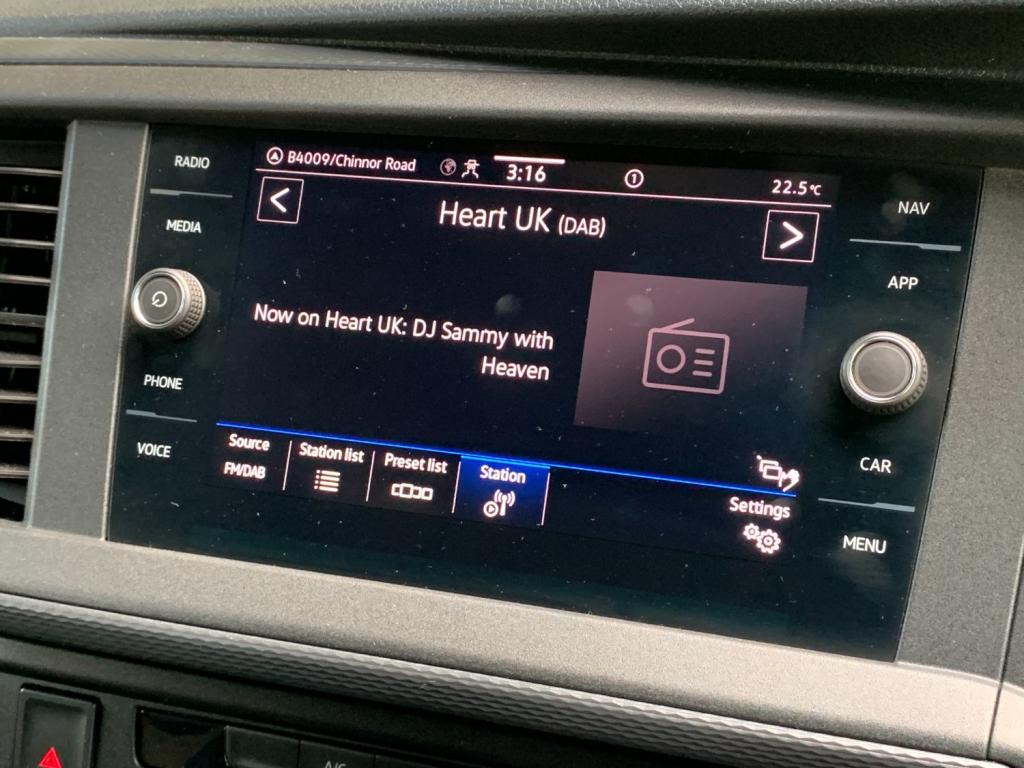 RADIO
MEDIA
PHONE
VOICE
B4009/Chinnor Road
3:16
1
22.5°C
Heart UK (DAB)
Now on Heart UK: DJ Sammy with
Heaven
Source
FM/DAB
Station list
Preset list
Station
Settings
NAV
APP
CAR
MENU
A/C